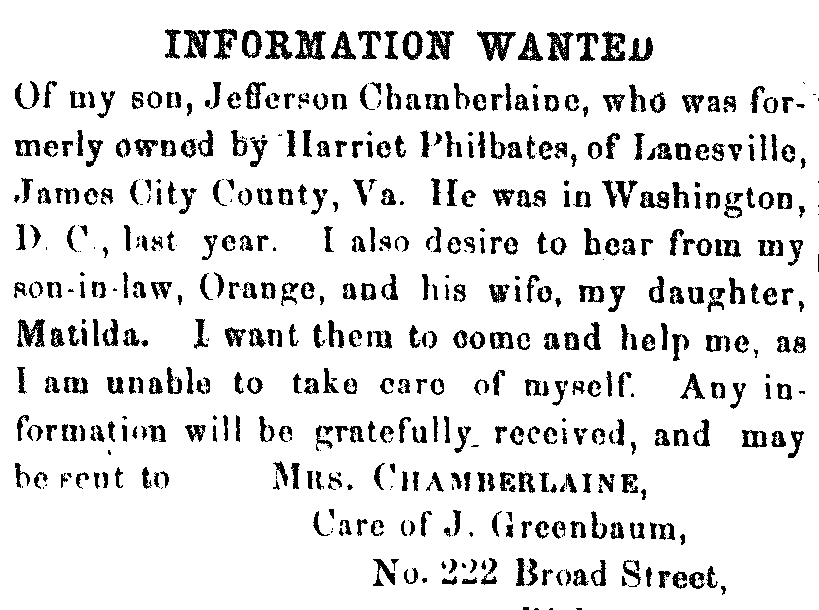 INFORMATION WANTED
Of my son, Jefferson Chamberlaine, who was for-
merly owned by Harriet Philbates, of Lanesville,
James City County, Va. He was in Washington,
D. C., last year. I also desire to hear from my
son-in-law, Orange, and his wife, my daughter,
Matilda. I want them to come and help me, as
I am unable to take care of myself. Any in-
formation will be gratefully received, and may
be sent to MRS. CHAMBERLAINE,
Care of J. Greenbaum,
No. 222 Broad Street,